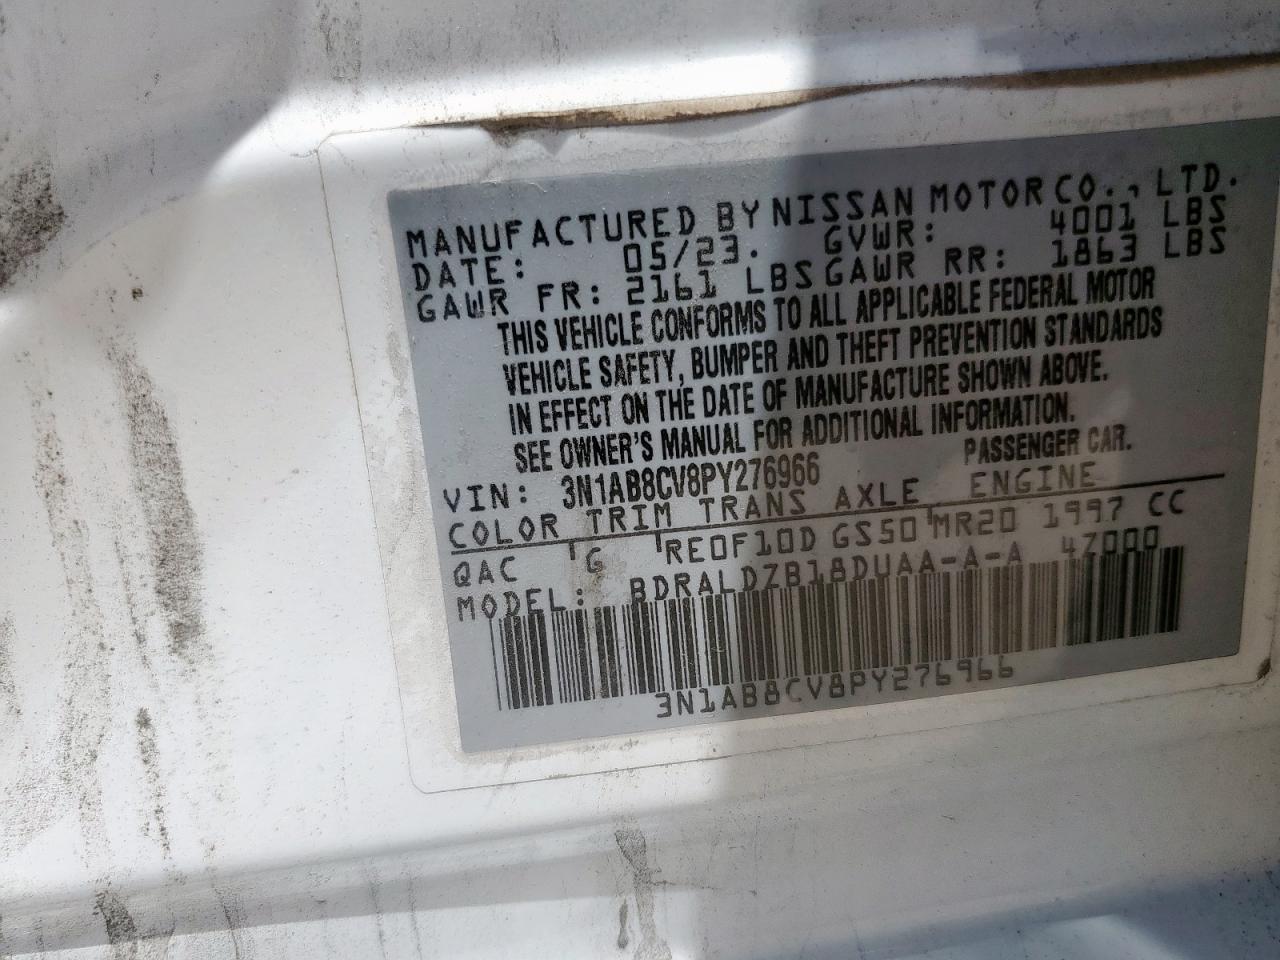 MANUFACTURED BY NISSAN MOTOR CO., LTD.
DATE: 05/23. GVWR: 4001 LBS
GAWR FR: 2161 LBS GAWR RR: 1863 LBS
THIS VEHICLE CONFORMS TO ALL APPLICABLE FEDERAL MOTOR
VEHICLE SAFETY, BUMPER AND THEFT PREVENTION STANDARDS
IN EFFECT ON THE DATE OF MANUFACTURE SHOWN ABOVE.
SEE OWNER'S MANUAL FOR ADDITIONAL INFORMATION.
VIN: 3N1AB8CV8PY276966 PASSENGER CAR.
COLOR TRIM TRANS AXLE ENGINE
QAC G RE0F10D GS50 MR20 1997 CC
MODEL: BDRALDZB18DUAA-A-A 47000
3N1AB8CV8PY276966